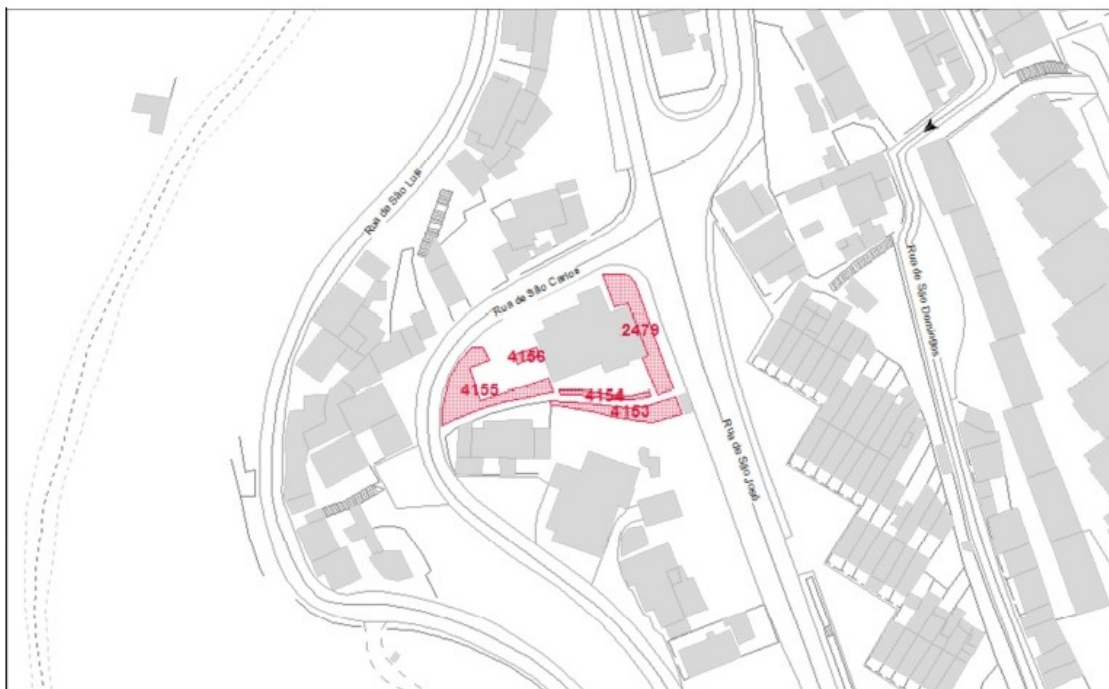 Rua de São Luís
Rua de São Carlos
2479
4156
4155
4154
4153
Rua de São Domingos
Rua de São José